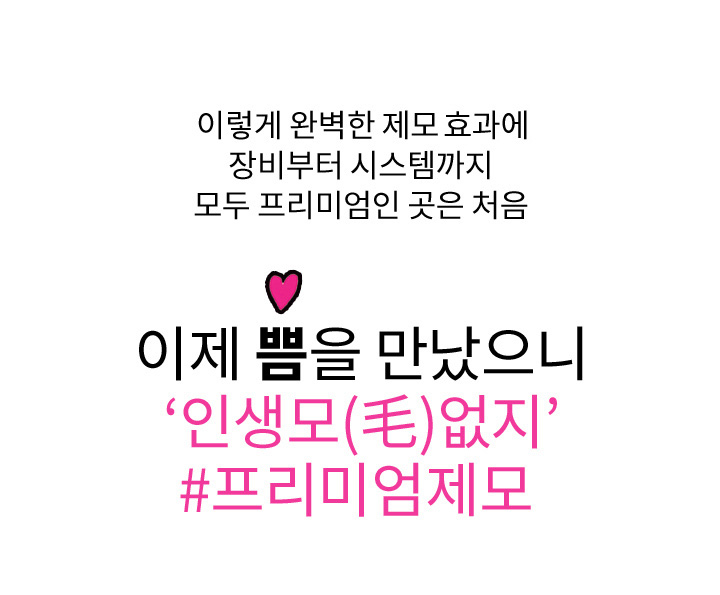 이렇게 완벽한 제모 효과에
장비부터 시스템까지
모두 프리미엄인 곳은 처음
이제 쁨을 만났으니
‘인생모(毛)없지’
#프리미엄제모